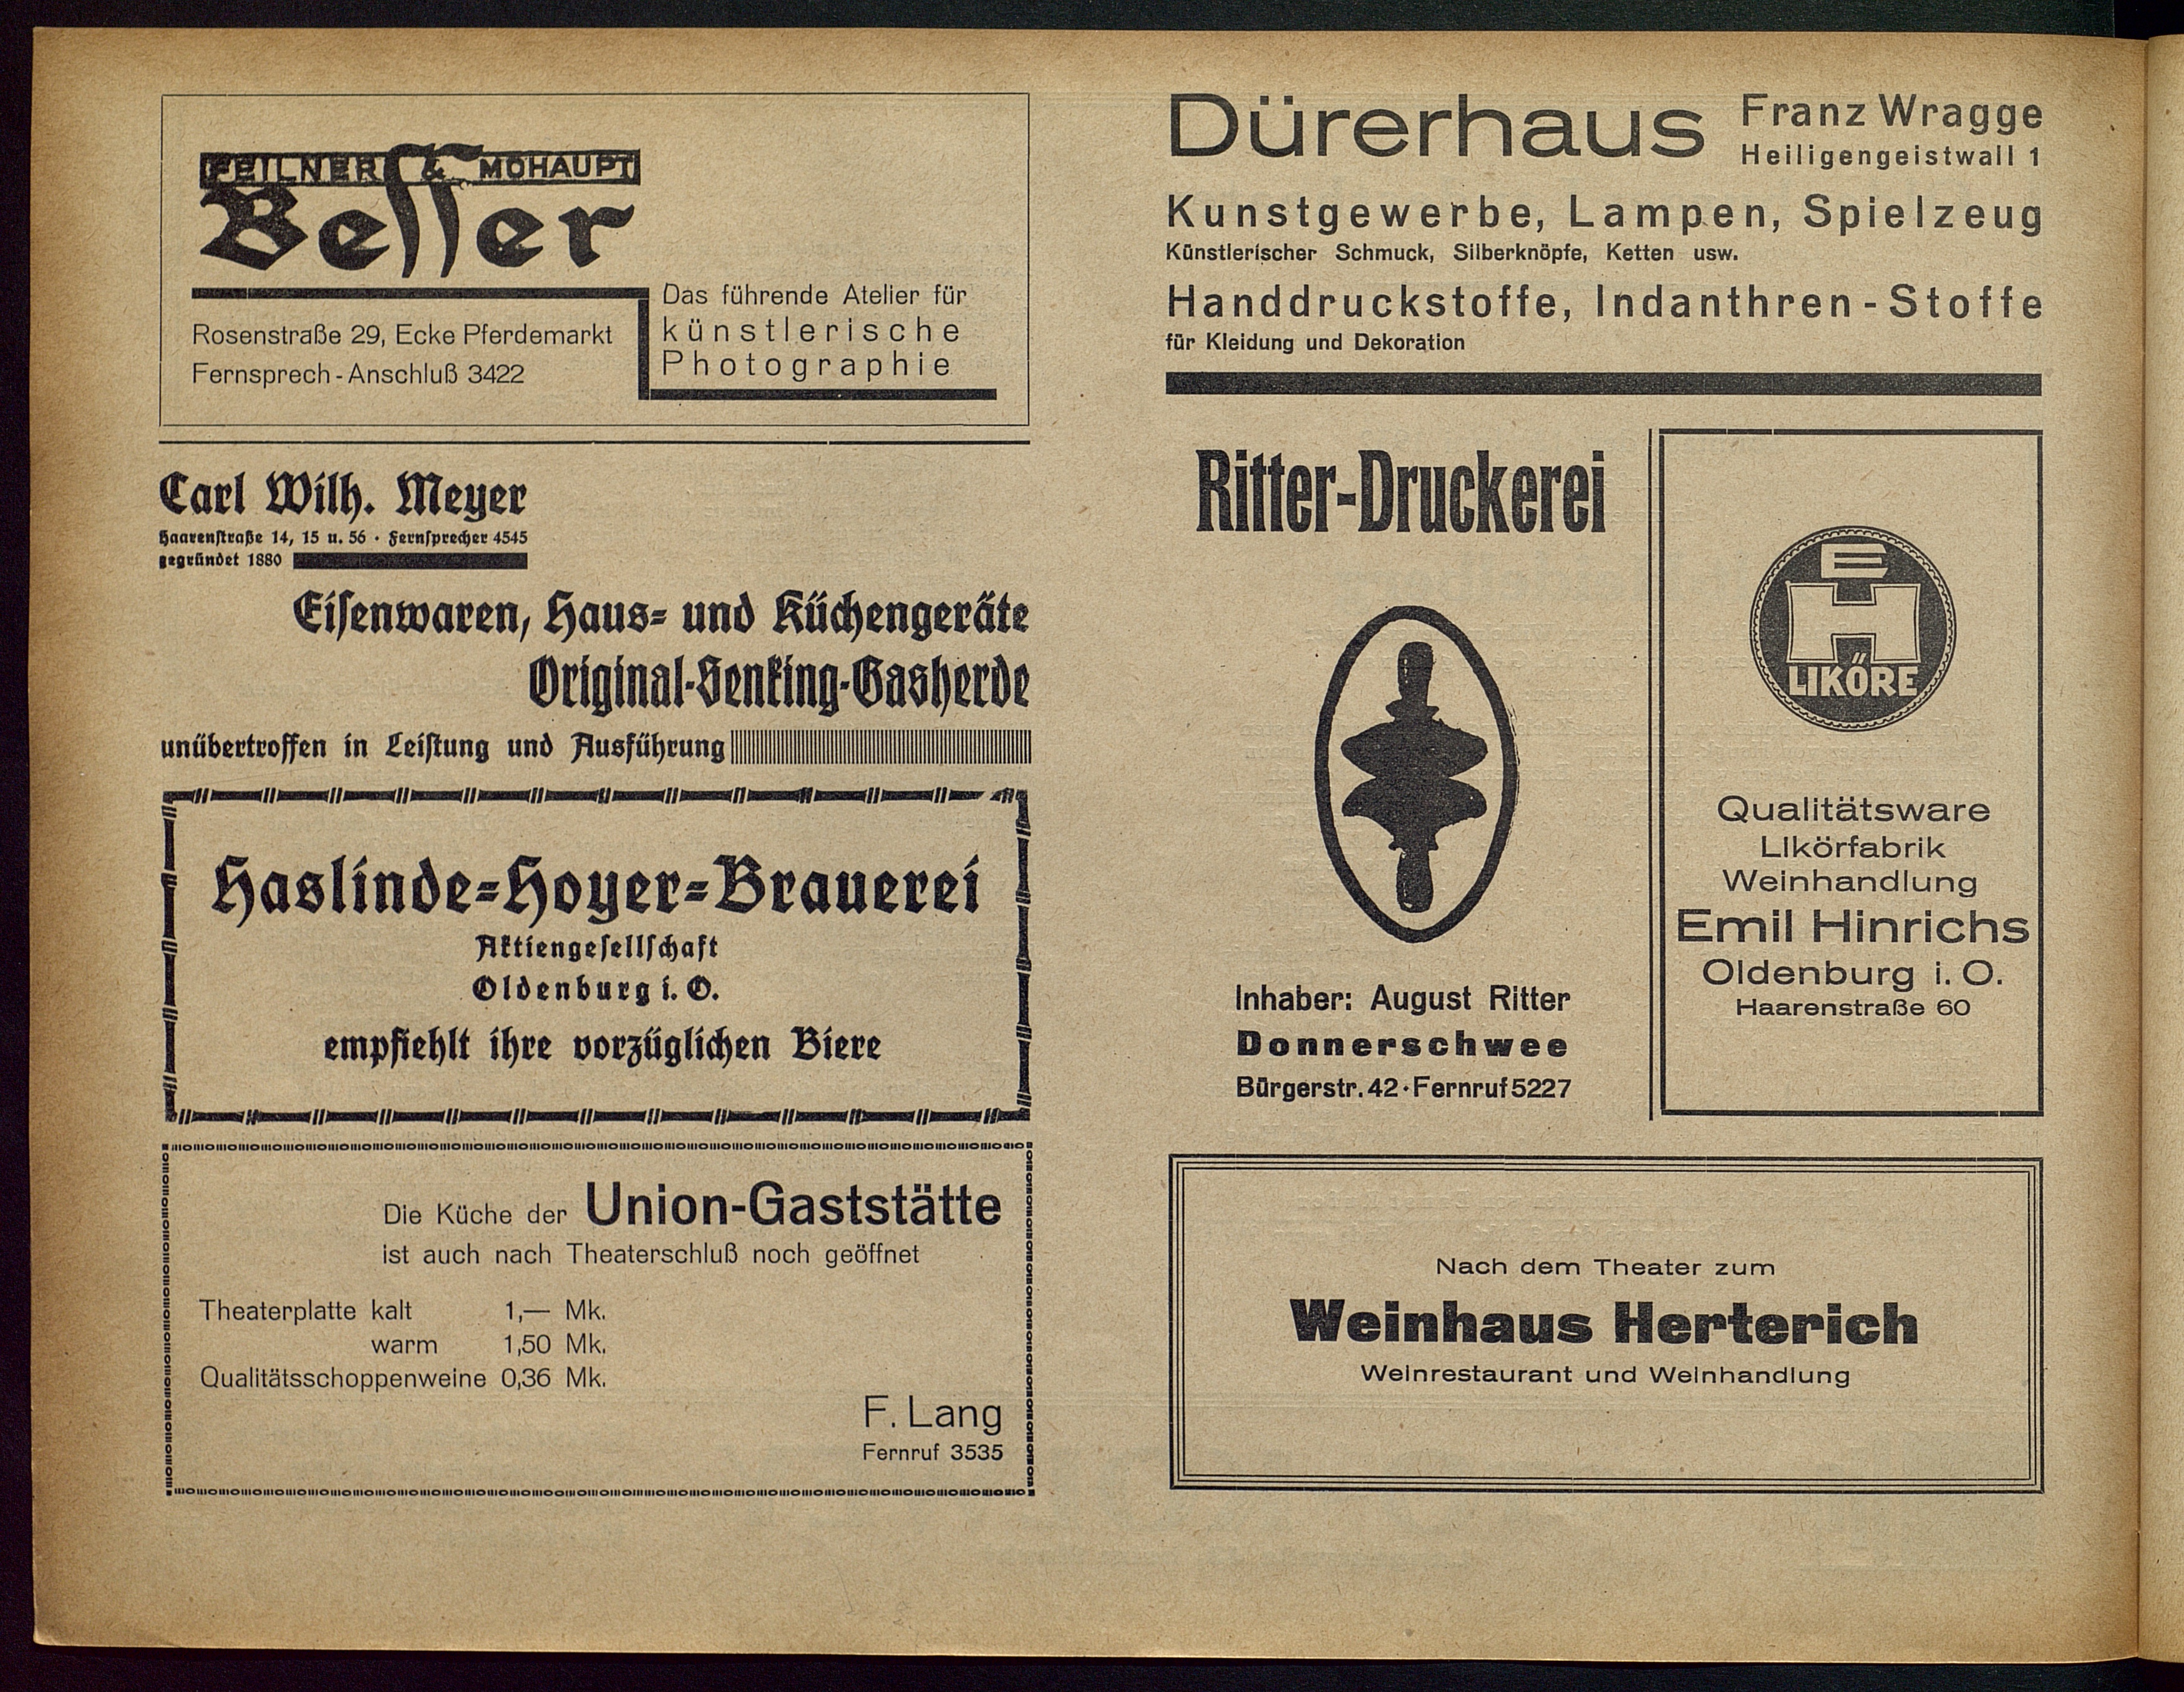 FEILNER & MOHAUPT
Beſſer
Rosenstraße 29, Ecke Pferdemarkt
Fernsprech-Anschluß 3422
Das führende Atelier für
künstlerische
Photographie
Carl Wilh. Meyer
Haarenſtraße 14, 15 u. 56 · Fernſprecher 4545
gegründet 1880
Eiſenwaren, Haus- und Küchengeräte
Original-Senking-Gasherde
unübertroffen in Leiſtung und Ausführung
Haslinde-Hoyer-Brauerei
Aktiengeſellſchaft
Oldenburg i. O.
empfiehlt ihre vorzüglichen Biere
Die Küche der Union-Gaststätte
ist auch nach Theaterschluß noch geöffnet
Theaterplatte kalt 1,— Mk.
warm 1,50 Mk.
Qualitätsschoppenweine 0,36 Mk.
F. Lang
Fernruf 3535
Dürerhaus
Franz Wragge
Heiligengeistwall 1
Kunstgewerbe, Lampen, Spielzeug
Künstlerischer Schmuck, Silberknöpfe, Ketten usw.
Handdruckstoffe, Indanthren-Stoffe
für Kleidung und Dekoration
Ritter-Druckerei
Inhaber: August Ritter
Donnerschwee
Bürgerstr. 42 · Fernruf 5227
E
H
LIKÖRE
Qualitätsware
Likörfabrik
Weinhandlung
Emil Hinrichs
Oldenburg i. O.
Haarenstraße 60
Nach dem Theater zum
Weinhaus Herterich
Weinrestaurant und Weinhandlung